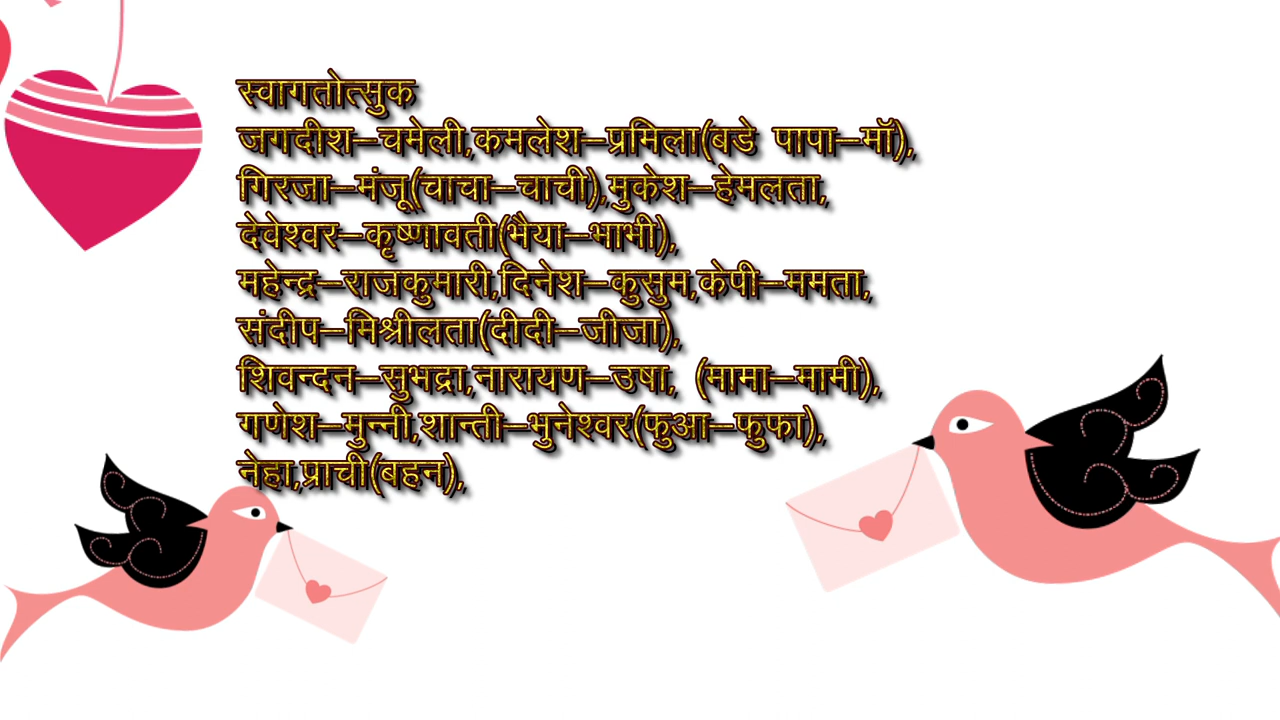 स्वागतोत्सुक
जगदीश–चमेली,कमलेश–प्रमिला(बडे पापा–मॉ),
गिरजा–मंजू(चाचा–चाची),मुकेश–हेमलता,
देवेश्वर–कृष्णावती(भैया–भाभी),
महेन्द्र–राजकुमारी,दिनेश–कुसुम,केपी–ममता,
संदीप–मिश्रीलता(दीदी–जीजा),
शिवन्दन–सुभद्रा,नारायण–उषा, (मामा–मामी),
गणेश–मुन्नी,शान्ती–भुनेश्वर(फुआ–फुफा),
नेहा,प्राची(बहन),